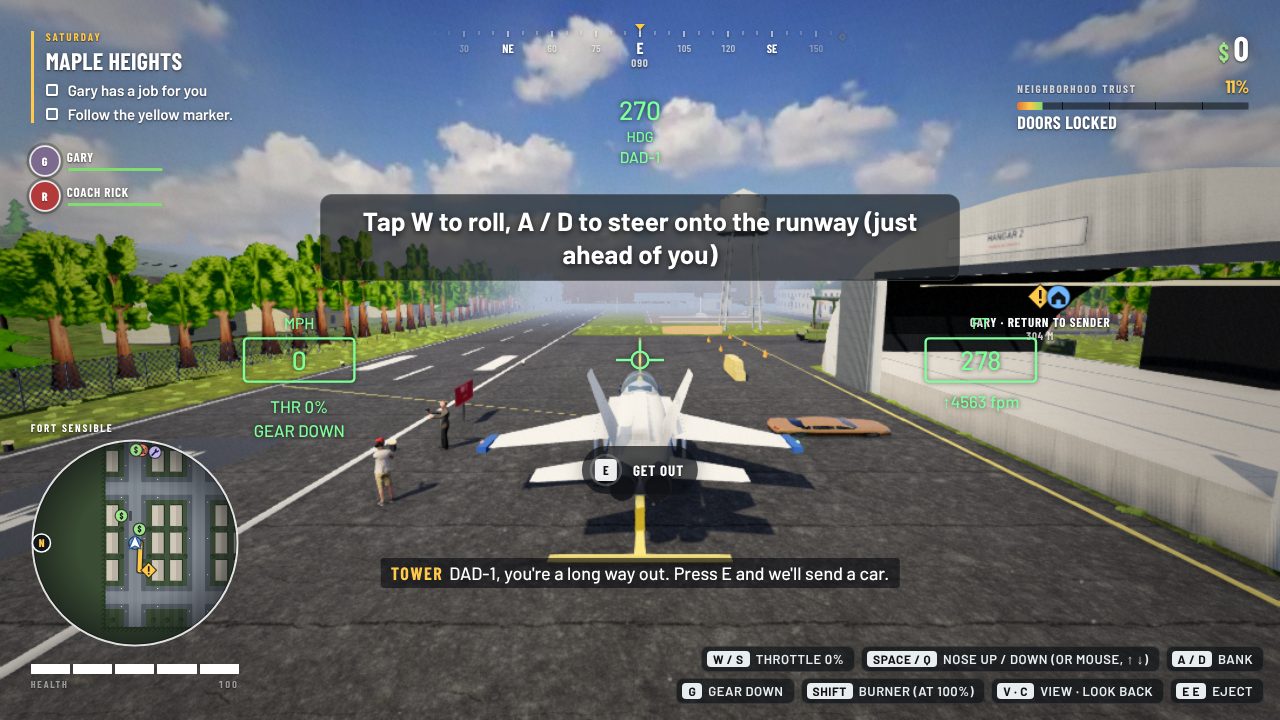 SATURDAY
MAPLE HEIGHTS
Gary has a job for you
Follow the yellow marker.
G GARY
R COACH RICK
30 NE 60 75 E 105 120 SE 150
090
270
HDG
DAD-1
$ 0
NEIGHBORHOOD TRUST 11%
DOORS LOCKED
Tap W to roll, A / D to steer onto the runway (just
ahead of you)
HANGAR 2
GARY · RETURN TO SENDER
304 M
MPH
0
THR 0%
GEAR DOWN
278
↑4563 fpm
E GET OUT
FORT SENSIBLE
N
TOWER DAD-1, you're a long way out. Press E and we'll send a car.
HEALTH 100
W / S THROTTLE 0% SPACE / Q NOSE UP / DOWN (OR MOUSE, ↑ ↓) A / D BANK
G GEAR DOWN SHIFT BURNER (AT 100%) V · C VIEW · LOOK BACK E E EJECT